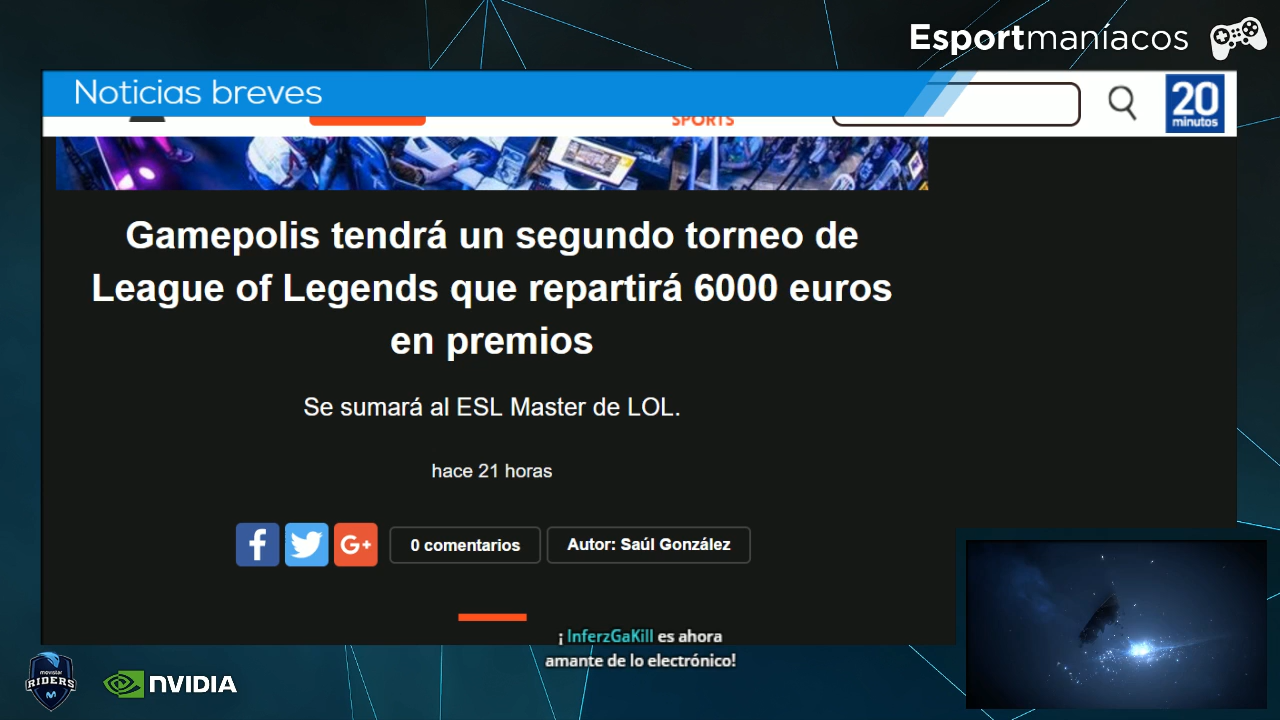 Esportmaníacos
Noticias breves
20
minutos
SPORTS
Gamepolis tendrá un segundo torneo de
League of Legends que repartirá 6000 euros
en premios
Se sumará al ESL Master de LOL.
hace 21 horas
f
G+
0 comentarios
Autor: Saúl González
¡ InferzGaKill es ahora
amante de lo electrónico!
movistar
RIDERS
NVIDIA